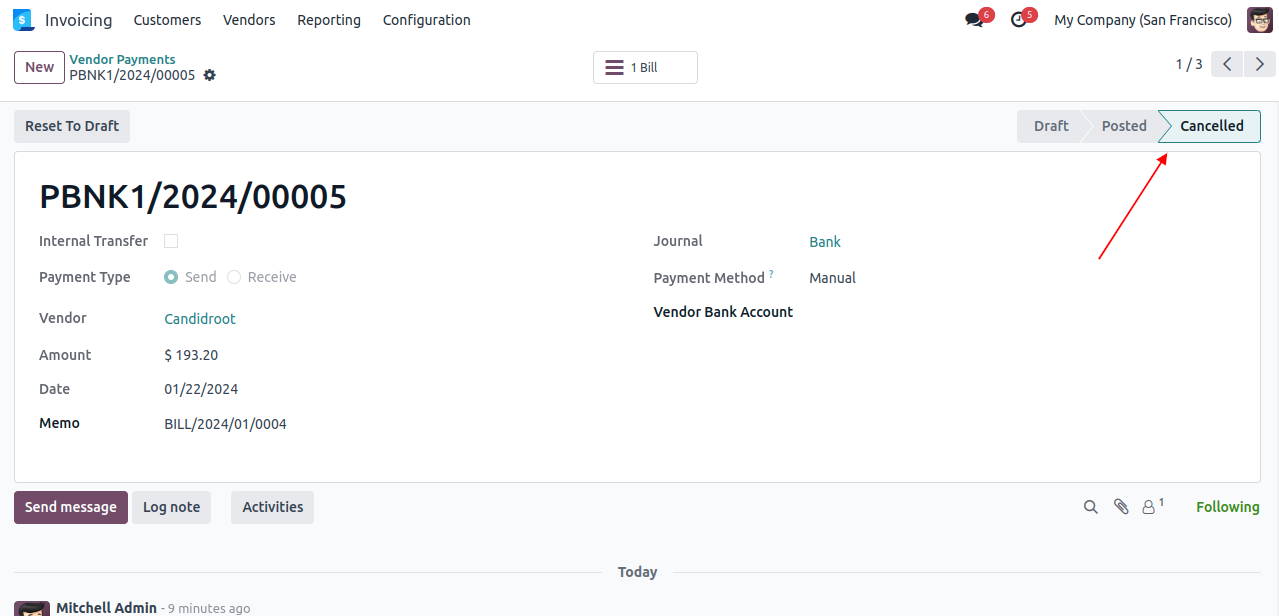 $ Invoicing Customers Vendors Reporting Configuration 6 5 My Company (San Francisco)
New Vendor Payments 1 Bill 1 / 3
PBNK1/2024/00005
Reset To Draft Draft Posted Cancelled
PBNK1/2024/00005
Internal Transfer Journal Bank
Payment Type Send Receive Payment Method ? Manual
Vendor Candidroot Vendor Bank Account
Amount $ 193.20
Date 01/22/2024
Memo BILL/2024/01/0004
Send message Log note Activities 1 Following
Today
Mitchell Admin - 9 minutes ago